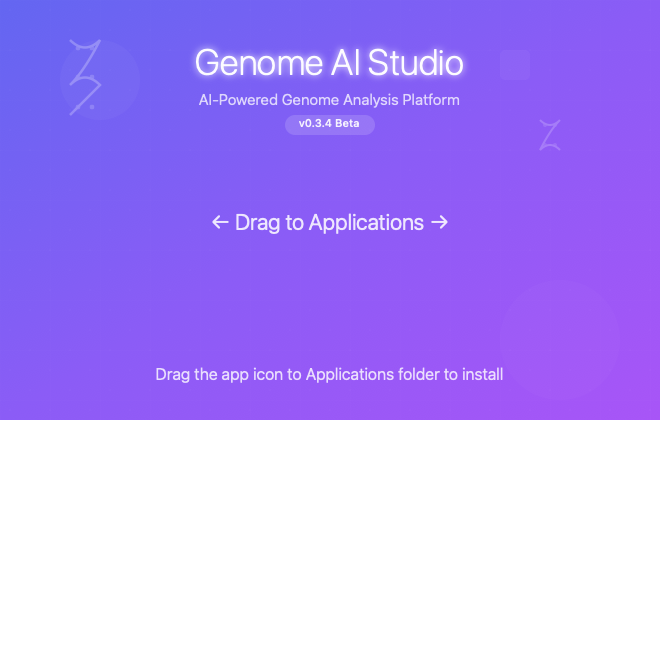 Genome AI Studio
AI-Powered Genome Analysis Platform
v0.3.4 Beta
← Drag to Applications →
Drag the app icon to Applications folder to install